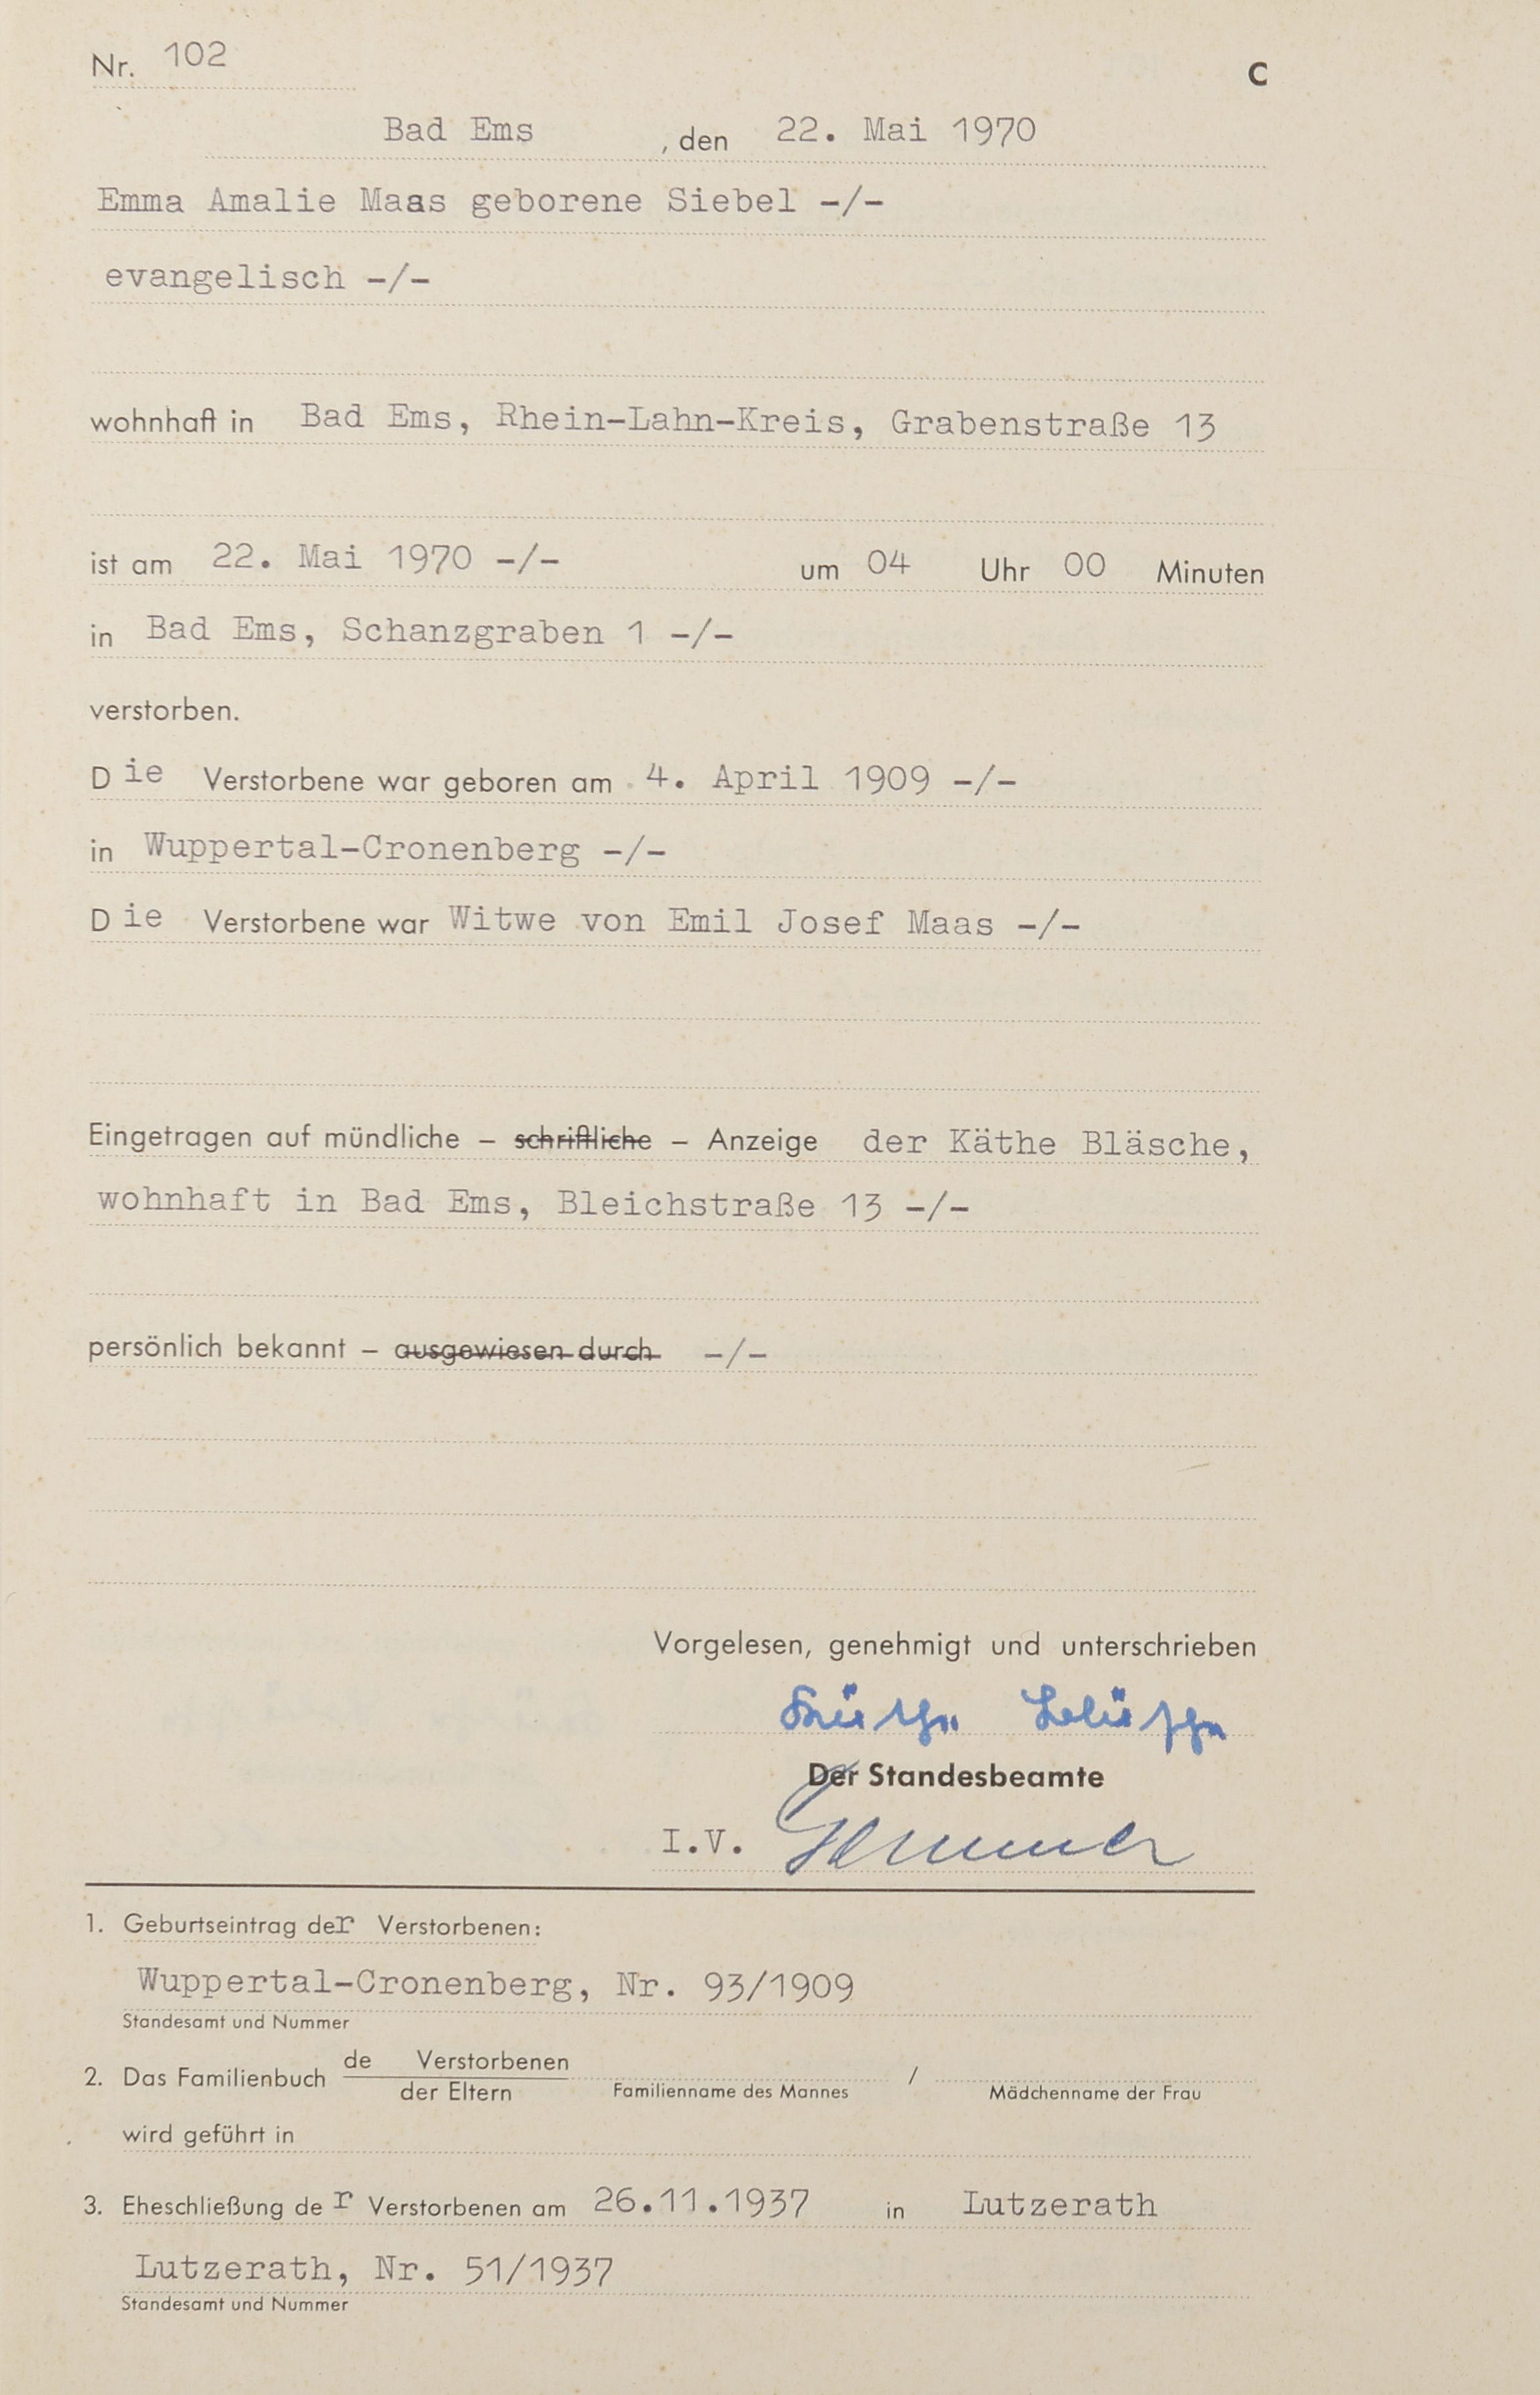 Nr. 102
C
Bad Ems, den 22. Mai 1970
Emma Amalie Maas geborene Siebel -/-
evangelisch -/-
wohnhaft in Bad Ems, Rhein-Lahn-Kreis, Grabenstraße 13
ist am 22. Mai 1970 -/- um 04 Uhr 00 Minuten
in Bad Ems, Schanzgraben 1 -/-
verstorben.
Die Verstorbene war geboren am 4. April 1909 -/-
in Wuppertal-Cronenberg -/-
Die Verstorbene war Witwe von Emil Josef Maas -/-
Eingetragen auf mündliche – schriftliche – Anzeige der Käthe Bläsche,
wohnhaft in Bad Ems, Bleichstraße 13 -/-
persönlich bekannt – ausgewiesen durch -/-
Vorgelesen, genehmigt und unterschrieben
Käthe Bläsche
Der Standesbeamte
I.V.
1. Geburtseintrag der Verstorbenen:
Wuppertal-Cronenberg, Nr. 93/1909
Standesamt und Nummer
2. Das Familienbuch de Verstorbenen
der Eltern Familienname des Mannes / Mädchenname der Frau
wird geführt in
3. Eheschließung der Verstorbenen am 26.11.1937 in Lutzerath
Lutzerath, Nr. 51/1937
Standesamt und Nummer